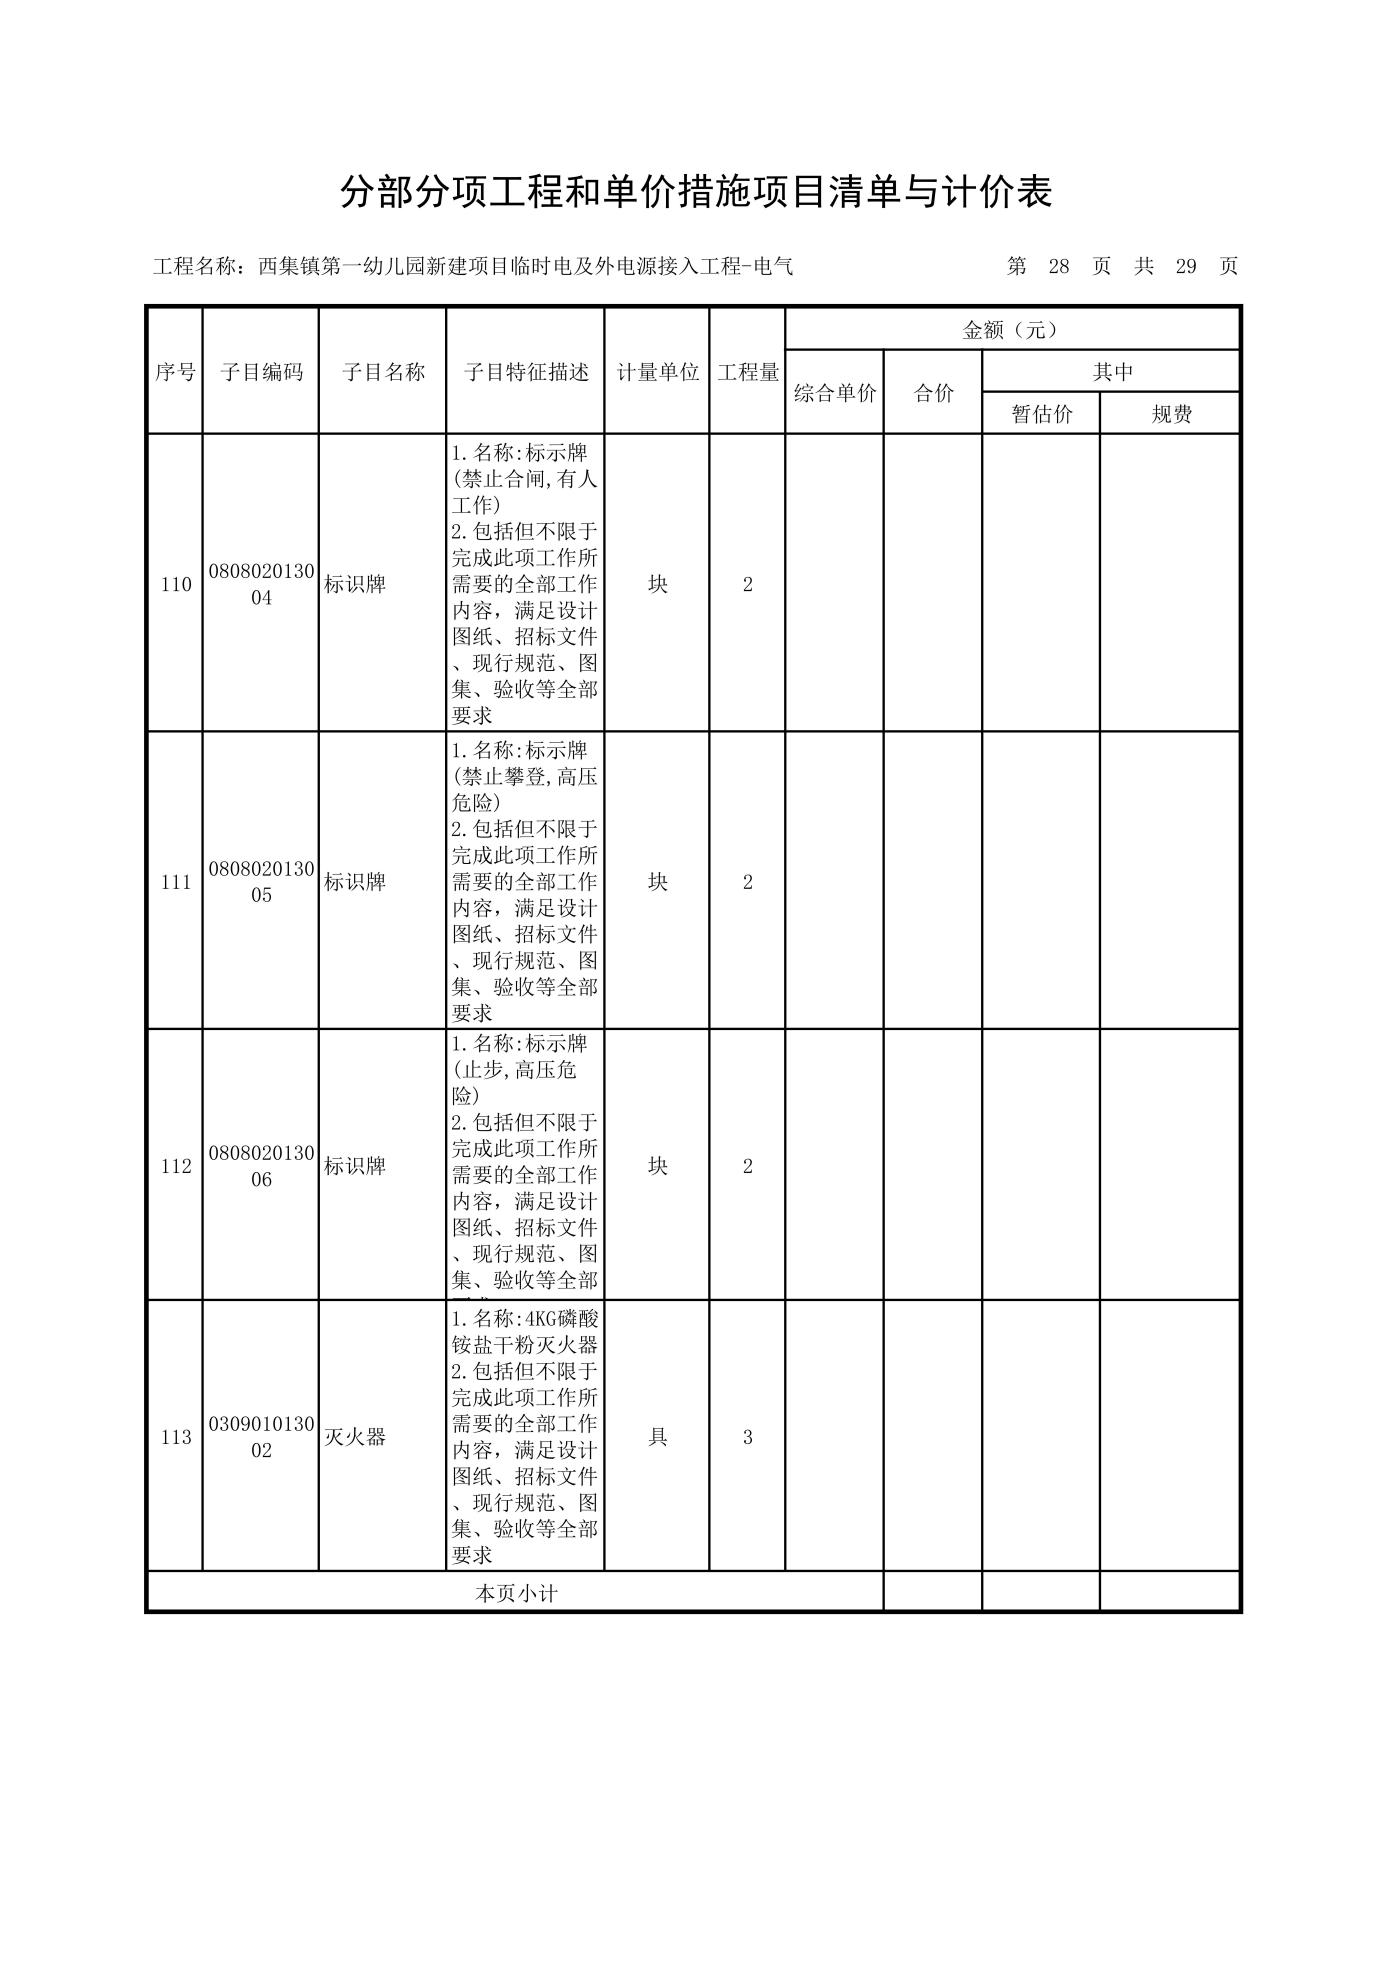 分部分项工程和单价措施项目清单与计价表
工程名称：西集镇第一幼儿园新建项目临时电及外电源接入工程-电气
第 28 页 共 29 页
序号
子目编码
子目名称
子目特征描述
计量单位
工程量
金额（元）
综合单价
合价
其中
暂估价
规费
110
0808020130
04
标识牌
1.名称:标示牌
(禁止合闸,有人
工作)
2.包括但不限于
完成此项工作所
需要的全部工作
内容，满足设计
图纸、招标文件
、现行规范、图
集、验收等全部
要求
块
2
111
0808020130
05
标识牌
1.名称:标示牌
(禁止攀登,高压
危险)
2.包括但不限于
完成此项工作所
需要的全部工作
内容，满足设计
图纸、招标文件
、现行规范、图
集、验收等全部
要求
块
2
112
0808020130
06
标识牌
1.名称:标示牌
(止步,高压危
险)
2.包括但不限于
完成此项工作所
需要的全部工作
内容，满足设计
图纸、招标文件
、现行规范、图
集、验收等全部
块
2
113
0309010130
02
灭火器
1.名称:4KG磷酸
铵盐干粉灭火器
2.包括但不限于
完成此项工作所
需要的全部工作
内容，满足设计
图纸、招标文件
、现行规范、图
集、验收等全部
要求
具
3
本页小计